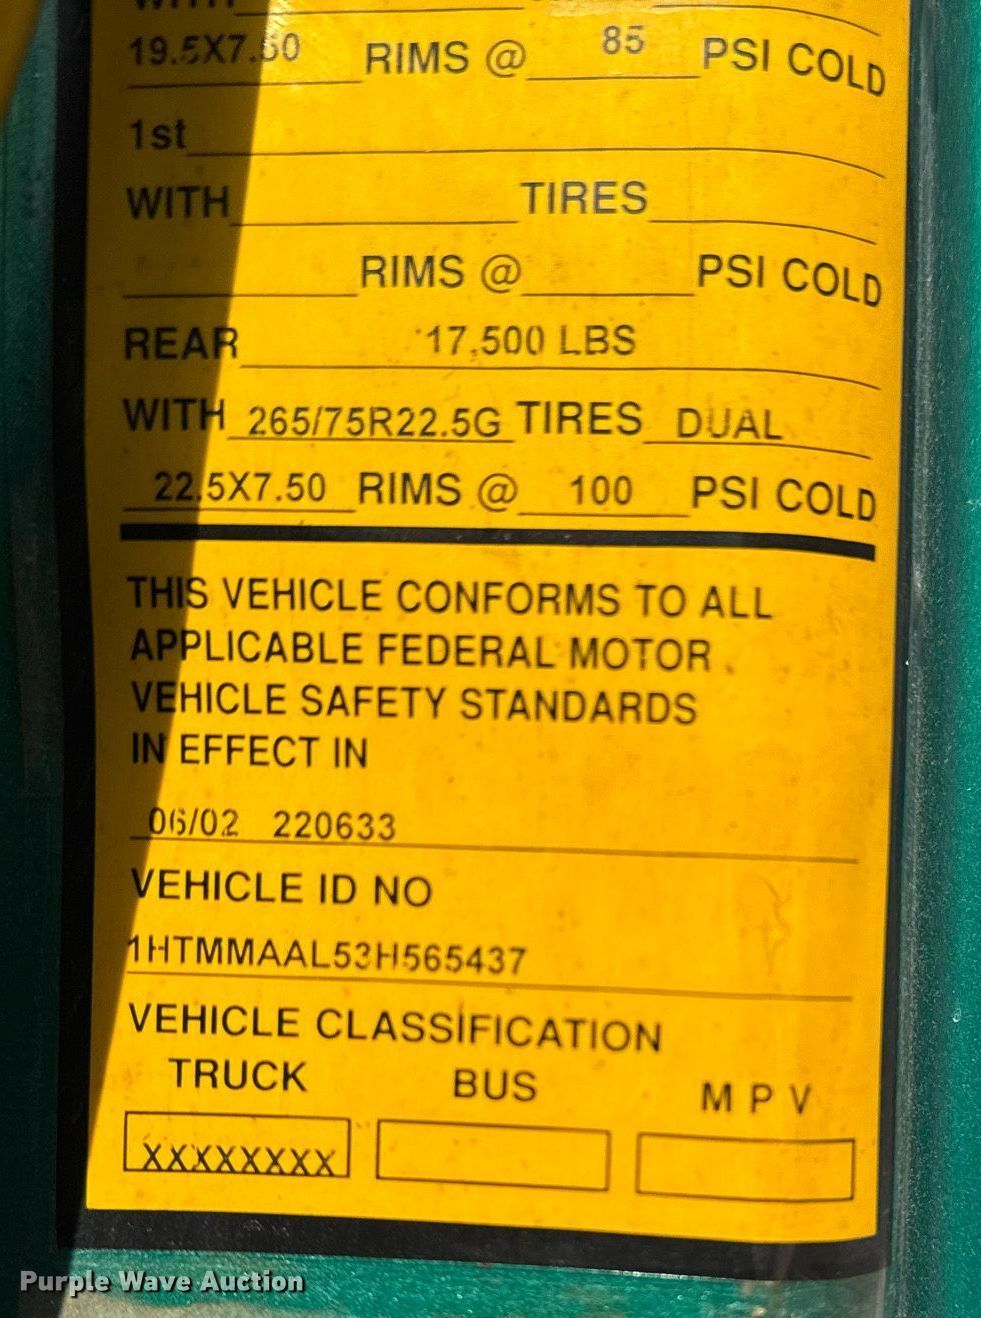 WITH
19.5X7.50 RIMS @ 85 PSI COLD
1st
WITH TIRES
RIMS @ PSI COLD
REAR 17,500 LBS
WITH 265/75R22.5G TIRES DUAL
22.5X7.50 RIMS @ 100 PSI COLD
THIS VEHICLE CONFORMS TO ALL
APPLICABLE FEDERAL MOTOR
VEHICLE SAFETY STANDARDS
IN EFFECT IN
06/02 220633
VEHICLE ID NO
1HTMMAAL53H565437
VEHICLE CLASSIFICATION
TRUCK BUS M P V
XXXXXXXX
Purple Wave Auction